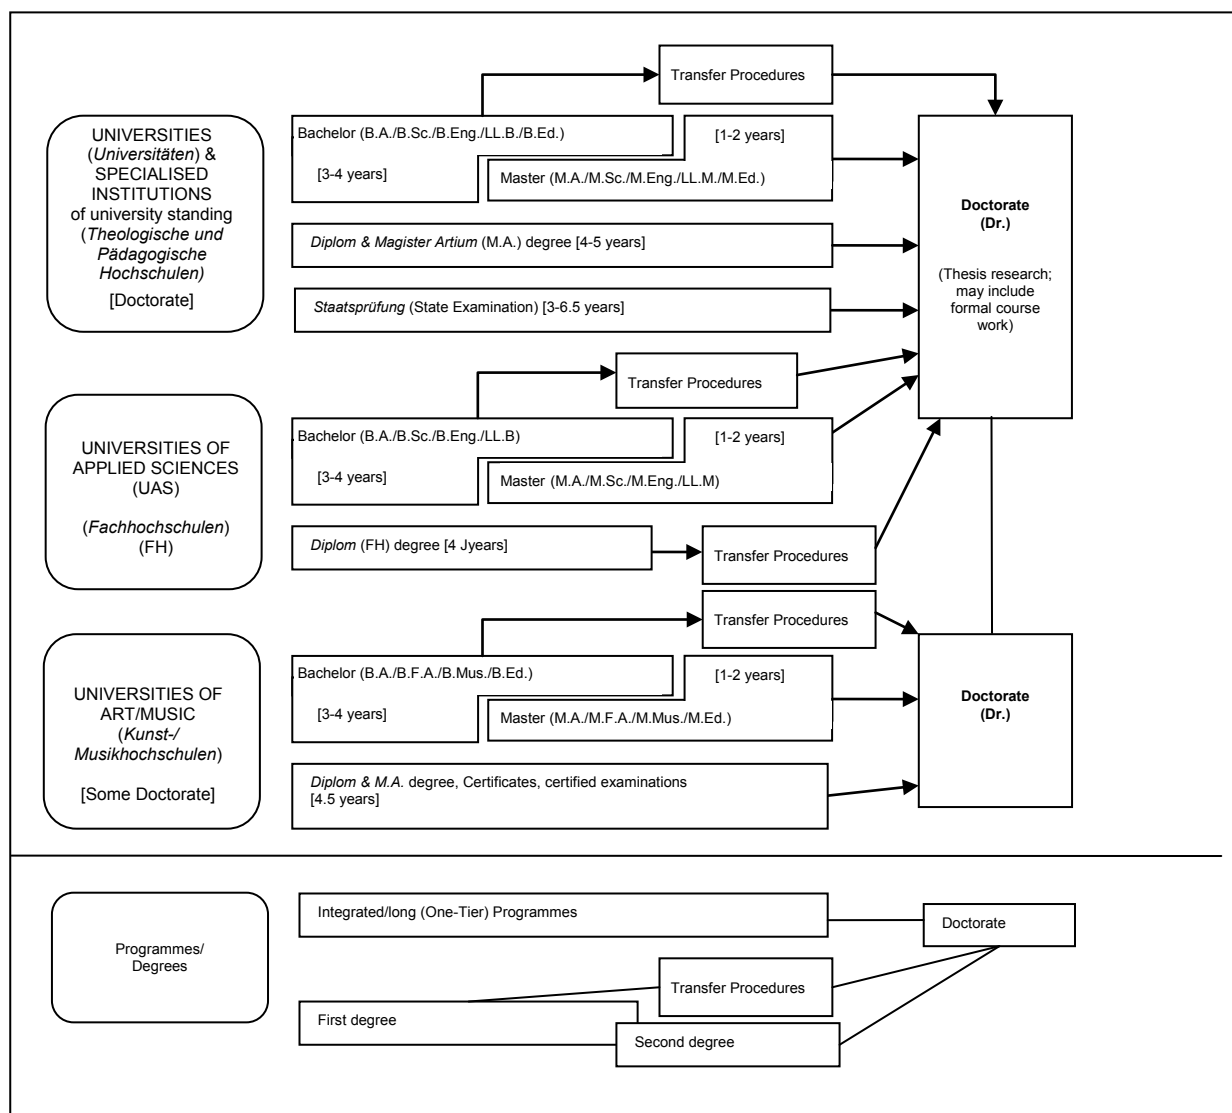 Transfer Procedures
UNIVERSITIES
(Universitäten) &
SPECIALISED
INSTITUTIONS
of university standing
(Theologische und
Pädagogische
Hochschulen)
[Doctorate]
Bachelor (B.A./B.Sc./B.Eng./LL.B./B.Ed.)
[3-4 years]
[1-2 years]
Master (M.A./M.Sc./M.Eng./LL.M./M.Ed.)
Diplom & Magister Artium (M.A.) degree [4-5 years]
Staatsprüfung (State Examination) [3-6.5 years]
Doctorate
(Dr.)
(Thesis research;
may include
formal course
work)
Transfer Procedures
UNIVERSITIES OF
APPLIED SCIENCES
(UAS)
(Fachhochschulen)
(FH)
Bachelor (B.A./B.Sc./B.Eng./LL.B)
[3-4 years]
[1-2 years]
Master (M.A./M.Sc./M.Eng./LL.M)
Diplom (FH) degree [4 Jyears]
Transfer Procedures
Transfer Procedures
UNIVERSITIES OF
ART/MUSIC
(Kunst-/
Musikhochschulen)
[Some Doctorate]
Bachelor (B.A./B.F.A./B.Mus./B.Ed.)
[3-4 years]
[1-2 years]
Master (M.A./M.F.A./M.Mus./M.Ed.)
Diplom & M.A. degree, Certificates, certified examinations
[4.5 years]
Doctorate
(Dr.)
Programmes/
Degrees
Integrated/long (One-Tier) Programmes
Doctorate
Transfer Procedures
First degree
Second degree